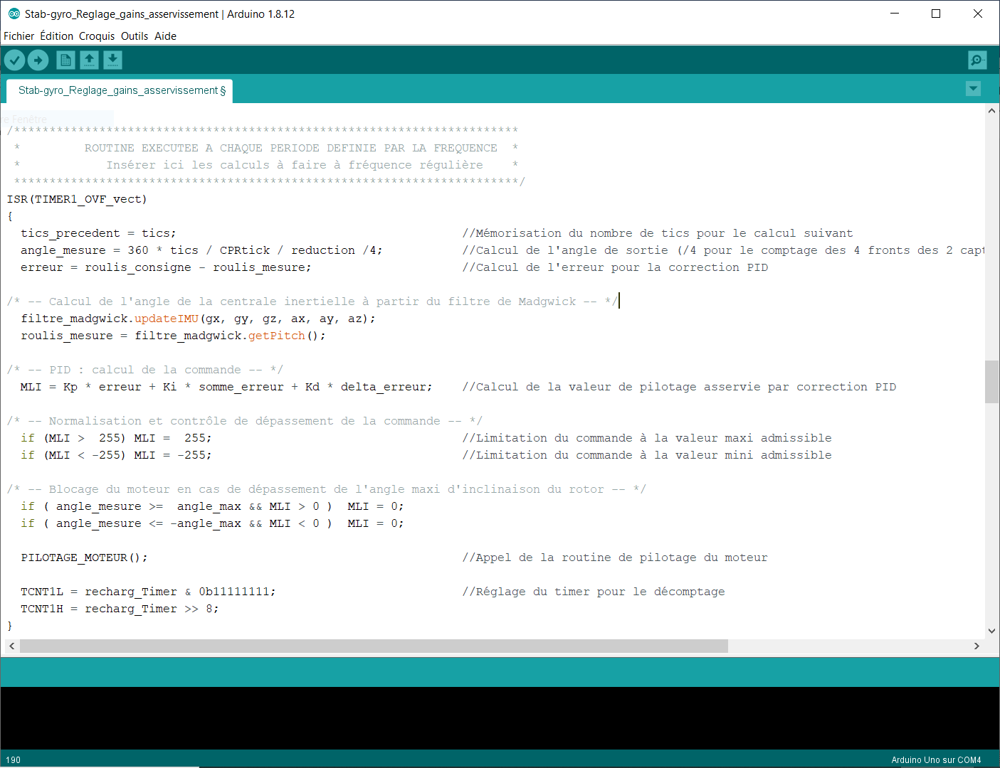 Stab-gyro_Reglage_gains_asservissement | Arduino 1.8.12
Fichier Édition Croquis Outils Aide
Stab-gyro_Reglage_gains_asservissement §
re Fenêtre
/***********************************************************************
 *         ROUTINE EXECUTEE A CHAQUE PERIODE DEFINIE PAR LA FREQUENCE  *
 *            Insérer ici les calculs à faire à fréquence régulière    *
 ***********************************************************************/
ISR(TIMER1_OVF_vect)
{
  tics_precedent = tics;                                        //Mémorisation du nombre de tics pour le calcul suivant
  angle_mesure = 360 * tics / CPRtick / reduction /4;           //Calcul de l'angle de sortie (/4 pour le comptage des 4 fronts des 2 capt
  erreur = roulis_consigne - roulis_mesure;                     //Calcul de l'erreur pour la correction PID
/* -- Calcul de l'angle de la centrale inertielle à partir du filtre de Madgwick -- */
  filtre_madgwick.updateIMU(gx, gy, gz, ax, ay, az);
  roulis_mesure = filtre_madgwick.getPitch();
/* -- PID : calcul de la commande -- */
  MLI = Kp * erreur + Ki * somme_erreur + Kd * delta_erreur;    //Calcul de la valeur de pilotage asservie par correction PID
/* -- Normalisation et contrôle de dépassement de la commande -- */
  if (MLI >  255) MLI =  255;                                   //Limitation du commande à la valeur maxi admissible
  if (MLI < -255) MLI = -255;                                   //Limitation du commande à la valeur mini admissible
/* -- Blocage du moteur en cas de dépassement de l'angle maxi d'inclinaison du rotor -- */
  if ( angle_mesure >=  angle_max && MLI > 0 )  MLI = 0;
  if ( angle_mesure <= -angle_max && MLI < 0 )  MLI = 0;
  PILOTAGE_MOTEUR();                                            //Appel de la routine de pilotage du moteur
  TCNT1L = recharg_Timer & 0b11111111;                          //Réglage du timer pour le décomptage
  TCNT1H = recharg_Timer >> 8;
}
190
Arduino Uno sur COM4